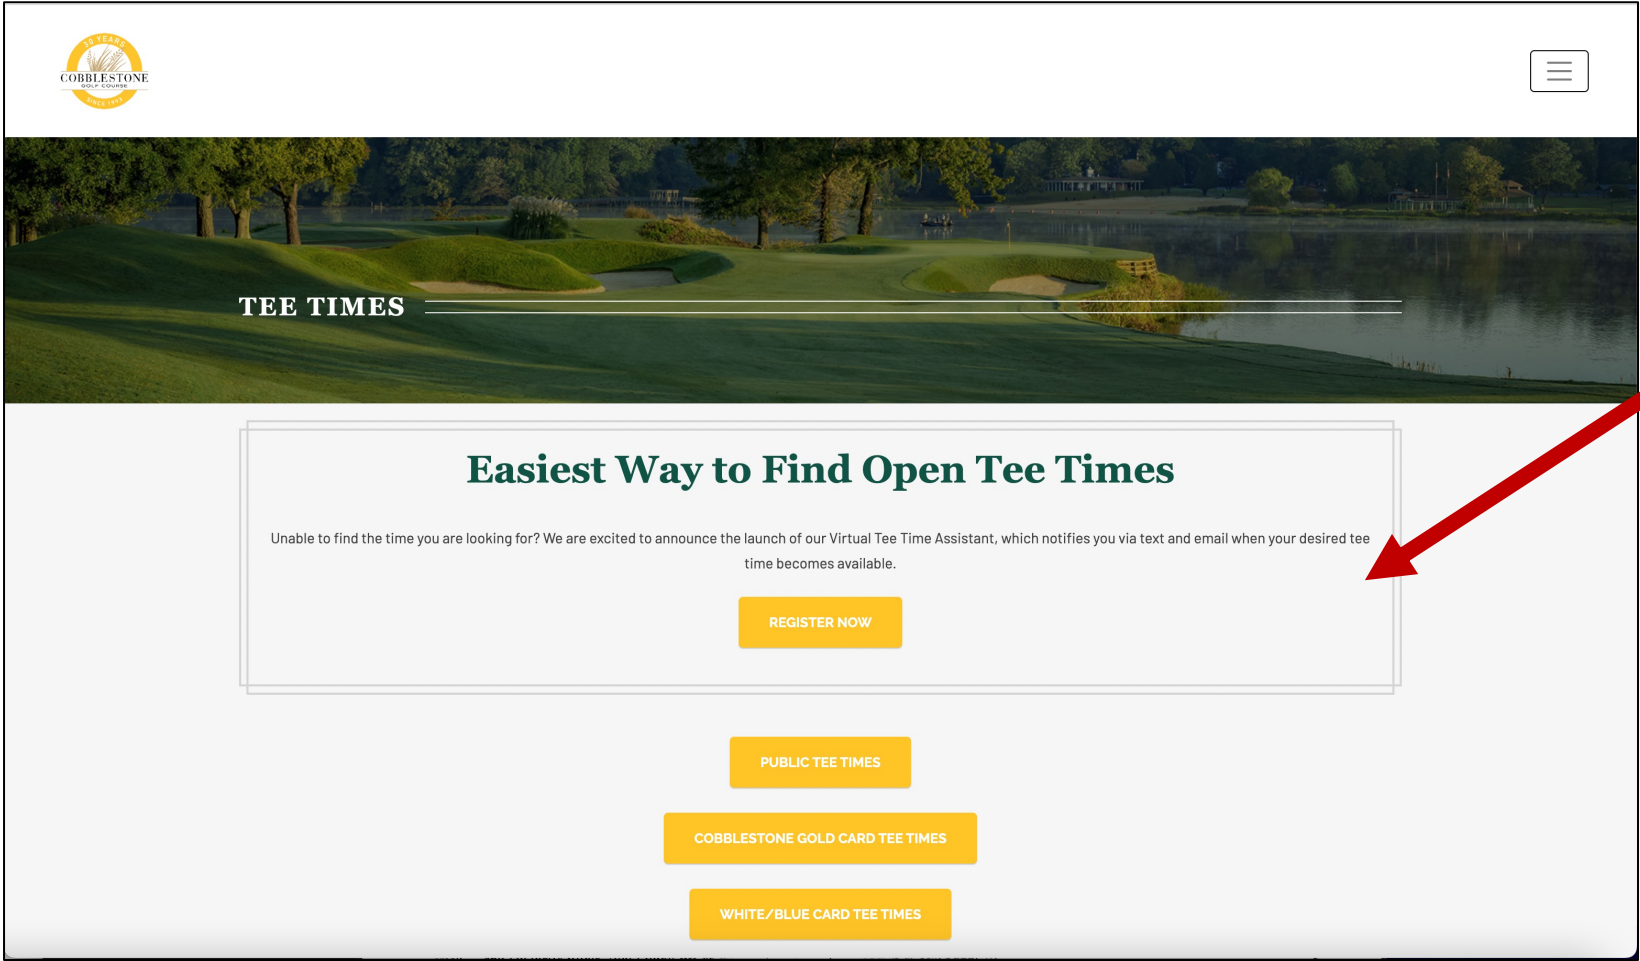 30 YEARS
COBBLESTONE
GOLF COURSE
SINCE 1993
TEE TIMES
Easiest Way to Find Open Tee Times
Unable to find the time you are looking for? We are excited to announce the launch of our Virtual Tee Time Assistant, which notifies you via text and email when your desired tee
time becomes available.
REGISTER NOW
PUBLIC TEE TIMES
COBBLESTONE GOLD CARD TEE TIMES
WHITE/BLUE CARD TEE TIMES